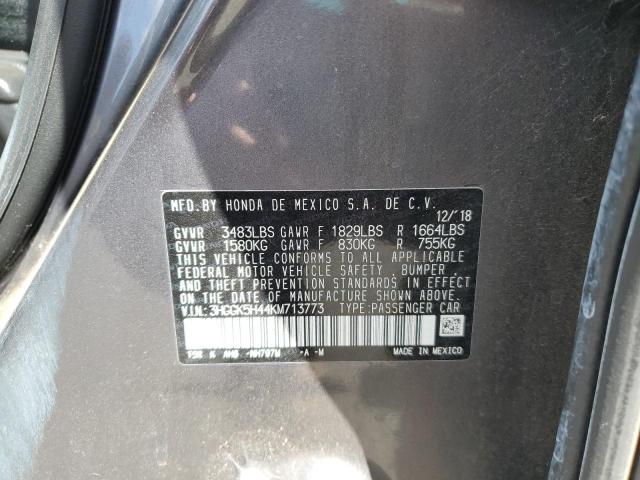 MFD.BY HONDA DE MEXICO S.A. DE C.V.
12/'18
GVWR 3483LBS GAWR F 1829LBS R 1664LBS
GVWR 1580KG GAWR F 830KG R 755KG
THIS VEHICLE CONFORMS TO ALL APPLICABLE
FEDERAL MOTOR VEHICLE SAFETY, BUMPER,
AND THEFT PREVENTION STANDARDS IN EFFECT
ON THE DATE OF MANUFACTURE SHOWN ABOVE.
V.I.N.:3HGGK5H44KM713773 TYPE:PASSENGER CAR
-A -M MADE IN MEXICO